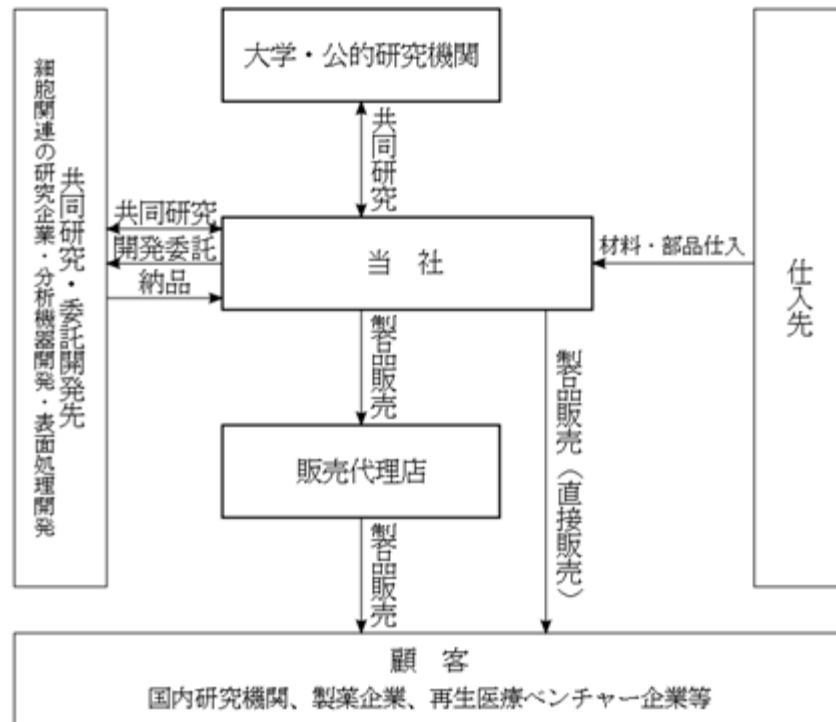 大学・公的研究機関
共同研究
共同研究・委託開発先
細胞関連の研究企業・分析機器開発・表面処理開発
共同研究
開発委託
納品
当 社
材料・部品仕入
仕入先
製品販売
製品販売（直接販売）
販売代理店
製品販売
顧 客
国内研究機関、製薬企業、再生医療ベンチャー企業等